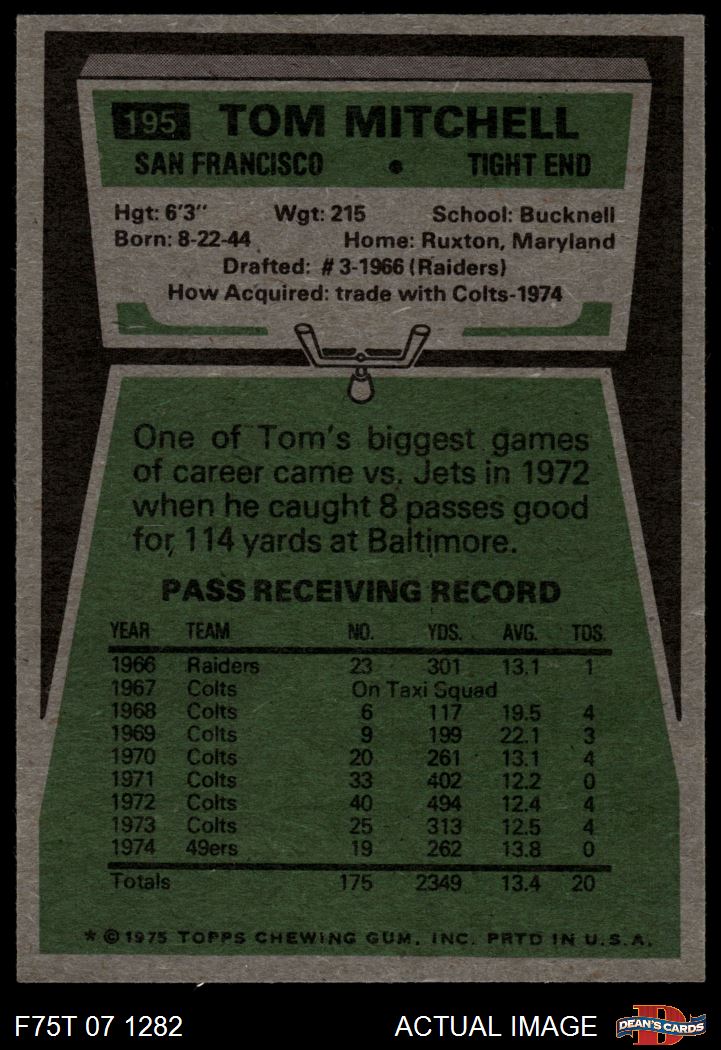 195 TOM MITCHELL
SAN FRANCISCO • TIGHT END
Hgt: 6'3" Wgt: 215 School: Bucknell
Born: 8-22-44 Home: Ruxton, Maryland
Drafted: #3-1966 (Raiders)
How Acquired: trade with Colts-1974
One of Tom's biggest games
of career came vs. Jets in 1972
when he caught 8 passes good
for 114 yards at Baltimore.
PASS RECEIVING RECORD
YEAR TEAM NO. YDS. AVG. TDS.
1966 Raiders 23 301 13.1 1
1967 Colts On Taxi Squad
1968 Colts 6 117 19.5 4
1969 Colts 9 199 22.1 3
1970 Colts 20 261 13.1 4
1971 Colts 33 402 12.2 0
1972 Colts 40 494 12.4 4
1973 Colts 25 313 12.5 4
1974 49ers 19 262 13.8 0
Totals 175 2349 13.4 20
* © 1975 TOPPS CHEWING GUM, INC. PRTD IN U.S.A.
F75T 07 1282 ACTUAL IMAGE D DEAN'S CARDS